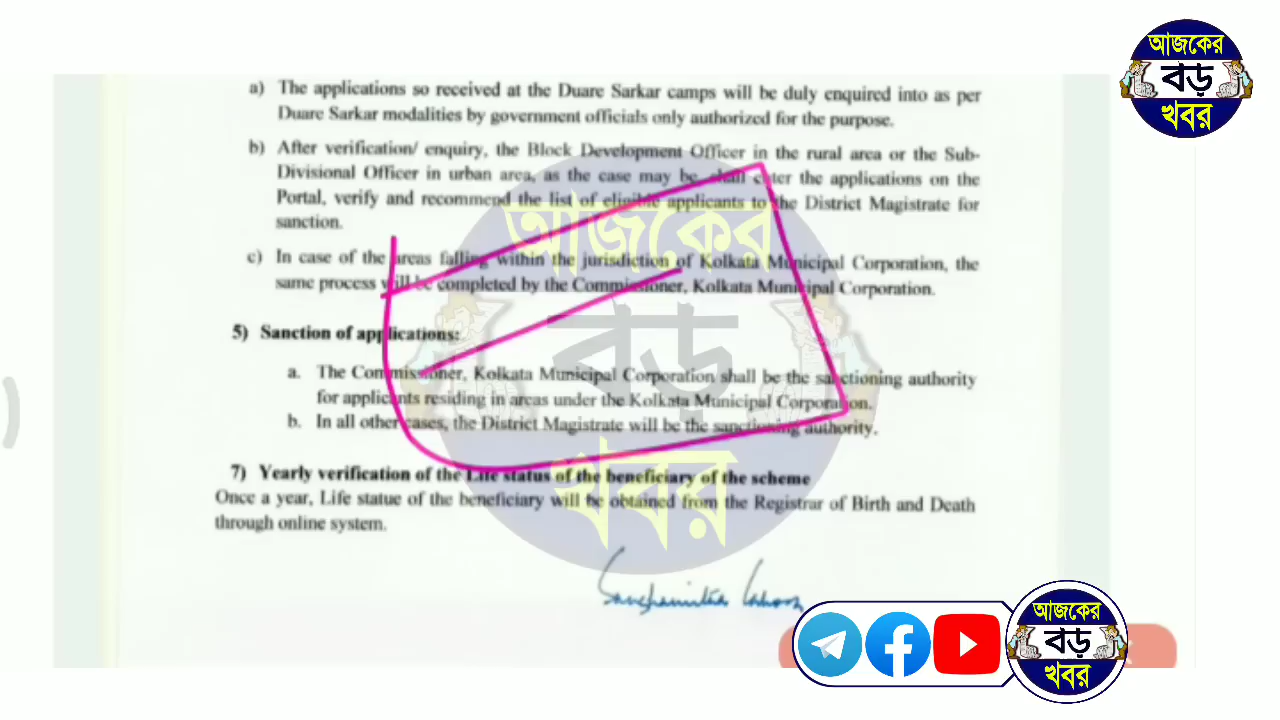 আজকের
বড়
খবর
a) The applications so received at the Duare Sarkar camps will be duly enquired into as per
Duare Sarkar modalities by government officials only authorized for the purpose.
b) After verification/ enquiry, the Block Development Officer in the rural area or the Sub-
Divisional Officer in urban area, as the case may be, shall enter the applications on the
Portal, verify and recommend the list of eligible applicants to the District Magistrate for
sanction.
c) In case of the areas falling within the jurisdiction of Kolkata Municipal Corporation, the
same process will be completed by the Commissioner, Kolkata Municipal Corporation.
5) Sanction of applications:
a. The Commissioner, Kolkata Municipal Corporation shall be the sanctioning authority
for applicants residing in areas under the Kolkata Municipal Corporation.
b. In all other cases, the District Magistrate will be the sanctioning authority.
7) Yearly verification of the Life status of the beneficiary of the scheme
Once a year, Life statue of the beneficiary will be obtained from the Registrar of Birth and Death
through online system.
আজকের
বড়
খবর
আজকের
বড়
খবর